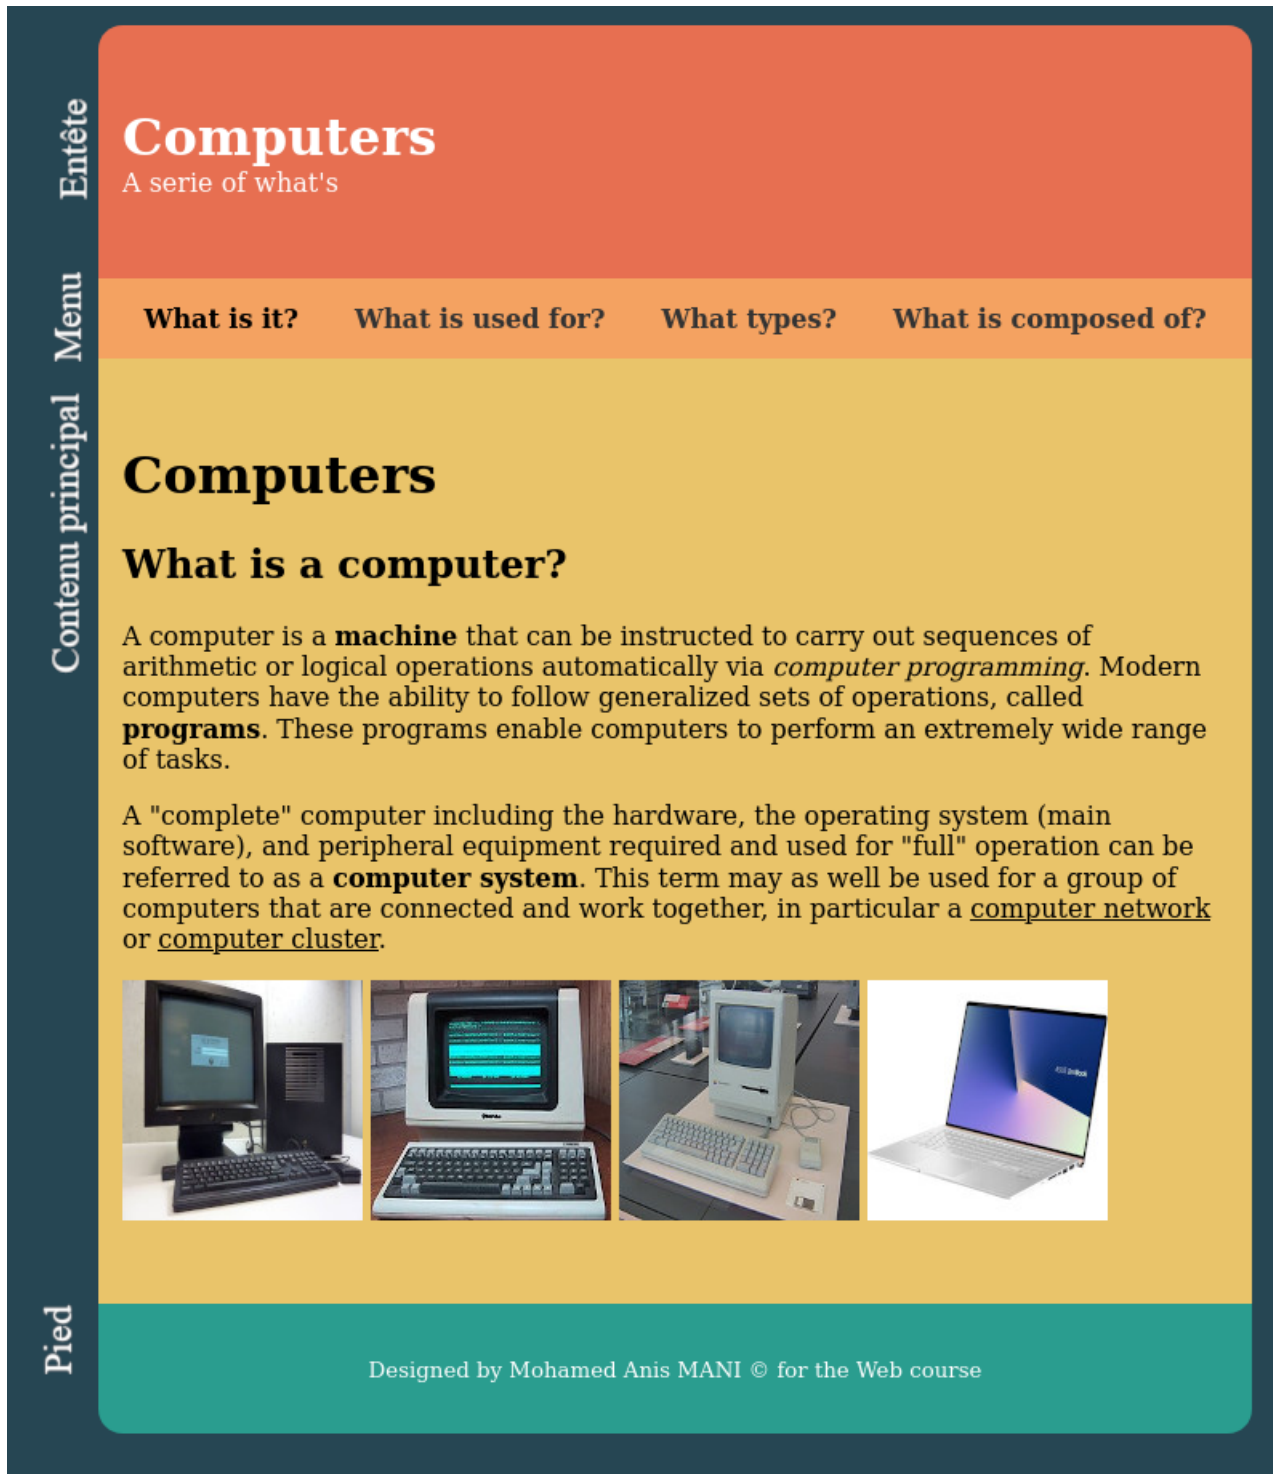 Entête
Computers
A serie of what's
Menu
What is it? What is used for? What types? What is composed of?
Contenu principal
Computers
What is a computer?
A computer is a machine that can be instructed to carry out sequences of
arithmetic or logical operations automatically via computer programming. Modern
computers have the ability to follow generalized sets of operations, called
programs. These programs enable computers to perform an extremely wide range
of tasks.
A "complete" computer including the hardware, the operating system (main
software), and peripheral equipment required and used for "full" operation can be
referred to as a computer system. This term may as well be used for a group of
computers that are connected and work together, in particular a computer network
or computer cluster.
Pied
Designed by Mohamed Anis MANI © for the Web course